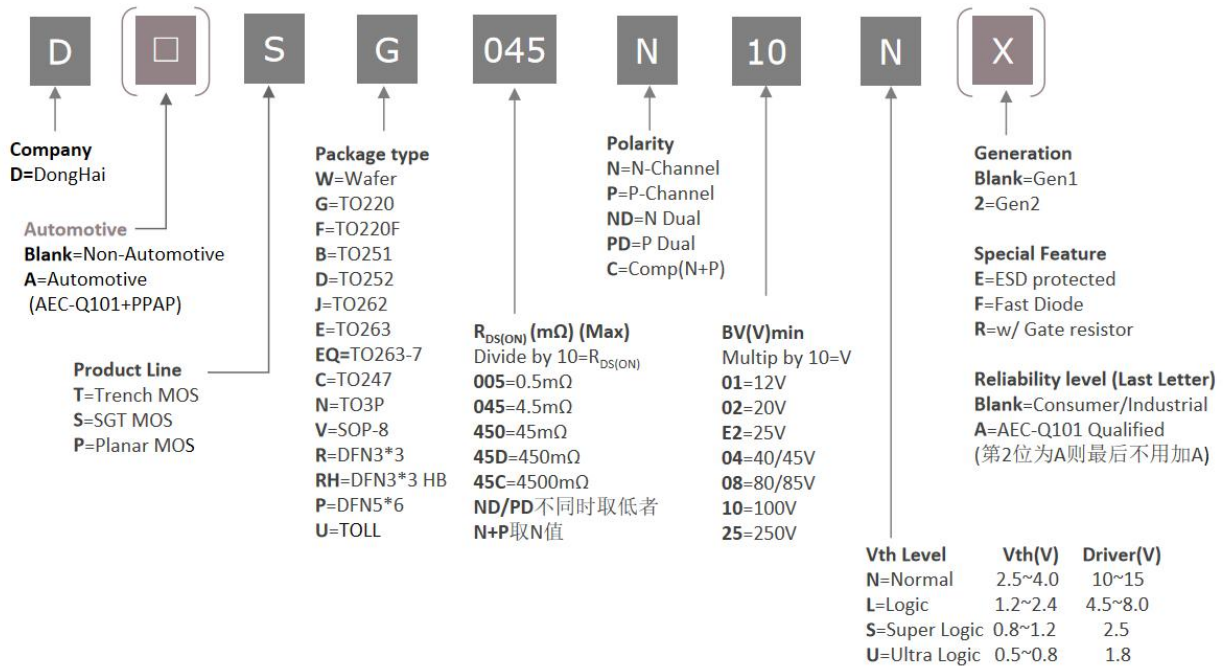 D □ S G 045 N 10 N X
Company
D=DongHai
Automotive
Blank=Non-Automotive
A=Automotive
(AEC-Q101+PPAP)
Product Line
T=Trench MOS
S=SGT MOS
P=Planar MOS
Package type
W=Wafer
G=TO220
F=TO220F
B=TO251
D=TO252
J=TO262
E=TO263
EQ=TO263-7
C=TO247
N=TO3P
V=SOP-8
R=DFN3*3
RH=DFN3*3 HB
P=DFN5*6
U=TOLL
RDS(ON) (mΩ) (Max)
Divide by 10=RDS(ON)
005=0.5mΩ
045=4.5mΩ
450=45mΩ
45D=450mΩ
45C=4500mΩ
ND/PD不同时取低者
N+P取N值
Polarity
N=N-Channel
P=P-Channel
ND=N Dual
PD=P Dual
C=Comp(N+P)
BV(V)min
Multip by 10=V
01=12V
02=20V
E2=25V
04=40/45V
08=80/85V
10=100V
25=250V
Generation
Blank=Gen1
2=Gen2
Special Feature
E=ESD protected
F=Fast Diode
R=w/ Gate resistor
Reliability level (Last Letter)
Blank=Consumer/Industrial
A=AEC-Q101 Qualified
(第2位为A则最后不用加A)
Vth Level Vth(V) Driver(V)
N=Normal 2.5~4.0 10~15
L=Logic 1.2~2.4 4.5~8.0
S=Super Logic 0.8~1.2 2.5
U=Ultra Logic 0.5~0.8 1.8